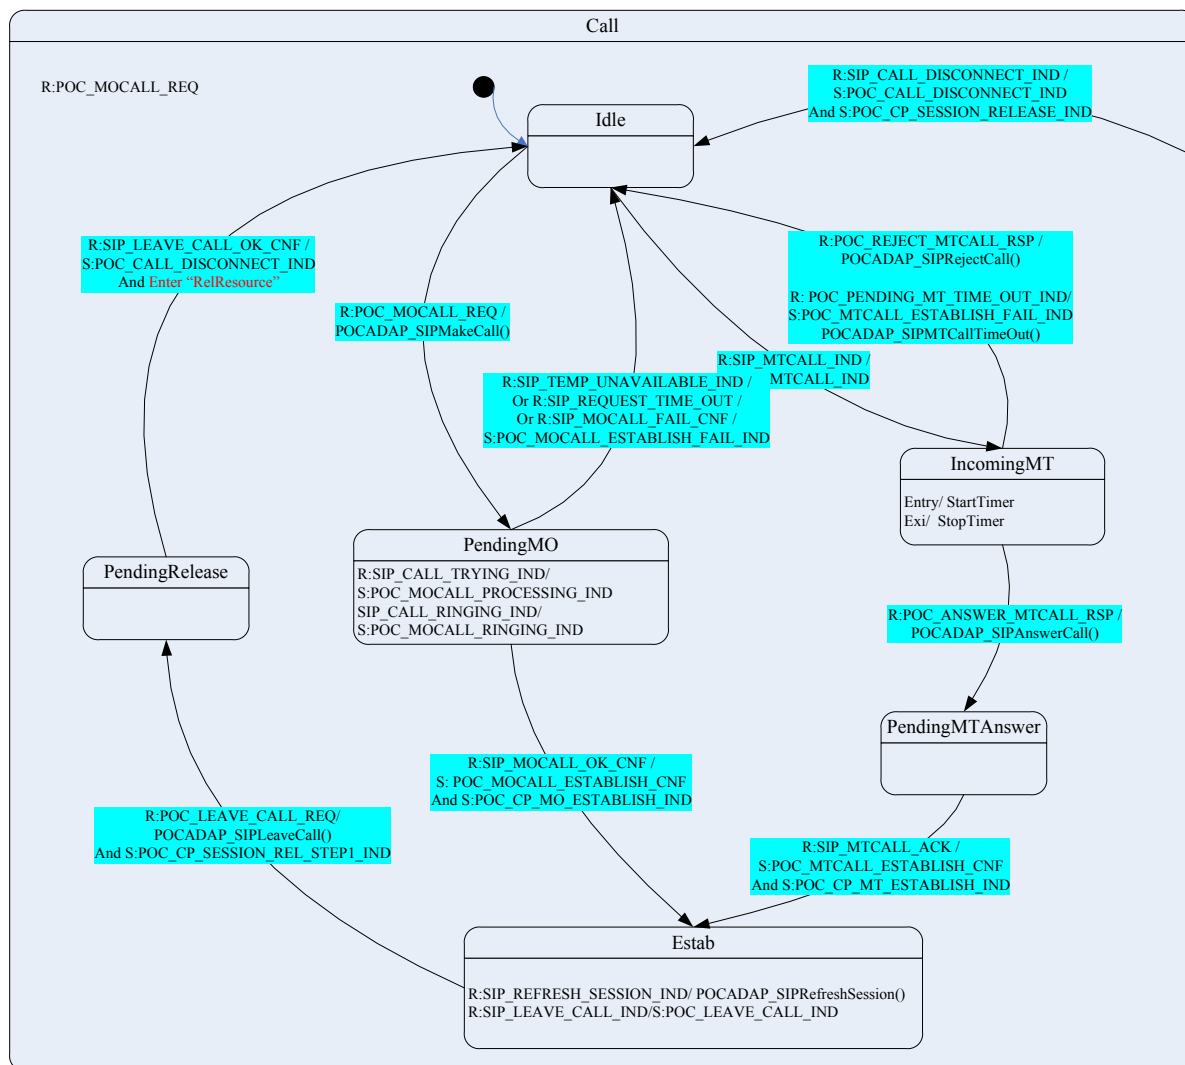 Call
R:POC_MOCALL_REQ
R:SIP_CALL_DISCONNECT_IND /
S:POC_CALL_DISCONNECT_IND
And S:POC_CP_SESSION_RELEASE_IND
Idle
R:SIP_LEAVE_CALL_OK_CNF /
S:POC_CALL_DISCONNECT_IND
And Enter “RelResource”
R:POC_REJECT_MTCALL_RSP /
POCADAP_SIPRejectCall()
R: POC_PENDING_MT_TIME_OUT_IND/
S:POC_MTCALL_ESTABLISH_FAIL_IND
POCADAP_SIPMTCallTimeOut()
R:POC_MOCALL_REQ /
POCADAP_SIPMakeCall()
R:SIP_MTCALL_IND /
MTCALL_IND
R:SIP_TEMP_UNAVAILABLE_IND /
Or R:SIP_REQUEST_TIME_OUT /
Or R:SIP_MOCALL_FAIL_CNF /
S:POC_MOCALL_ESTABLISH_FAIL_IND
IncomingMT
Entry/ StartTimer
Exi/ StopTimer
PendingMO
R:SIP_CALL_TRYING_IND/
S:POC_MOCALL_PROCESSING_IND
SIP_CALL_RINGING_IND/
S:POC_MOCALL_RINGING_IND
PendingRelease
R:POC_ANSWER_MTCALL_RSP /
POCADAP_SIPAnswerCall()
PendingMTAnswer
R:SIP_MOCALL_OK_CNF /
S: POC_MOCALL_ESTABLISH_CNF
And S:POC_CP_MO_ESTABLISH_IND
R:POC_LEAVE_CALL_REQ/
POCADAP_SIPLeaveCall()
And S:POC_CP_SESSION_REL_STEP1_IND
R:SIP_MTCALL_ACK /
S:POC_MTCALL_ESTABLISH_CNF
And S:POC_CP_MT_ESTABLISH_IND
Estab
R:SIP_REFRESH_SESSION_IND/ POCADAP_SIPRefreshSession()
R:SIP_LEAVE_CALL_IND/S:POC_LEAVE_CALL_IND